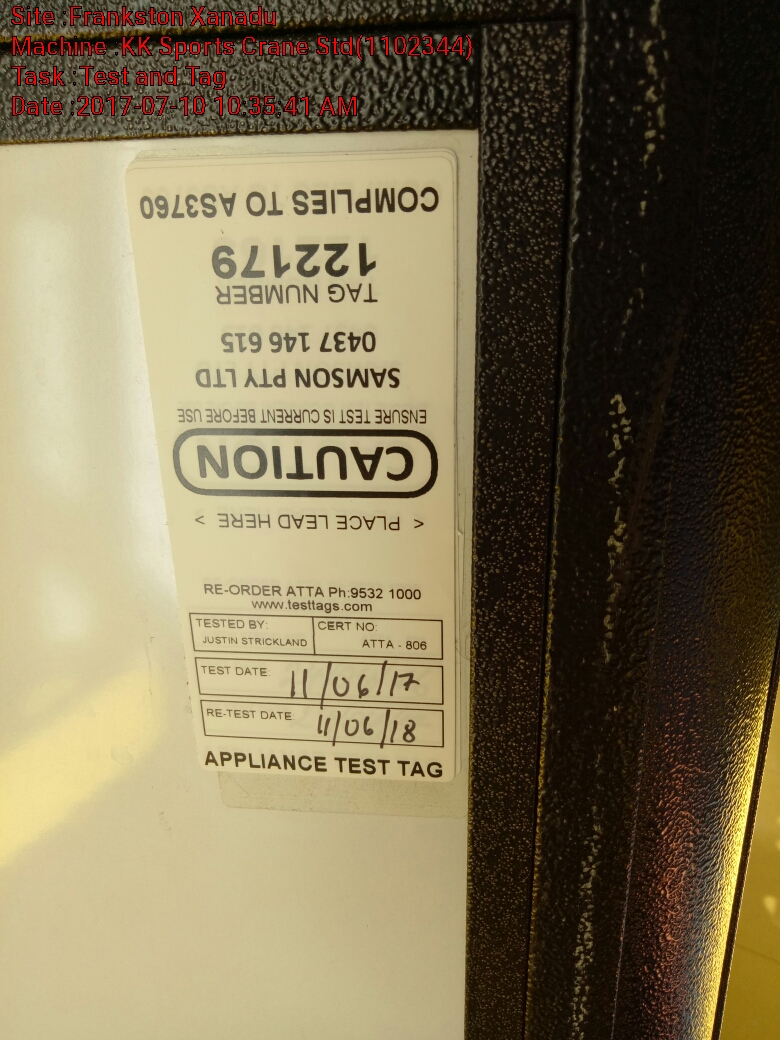 Site :Frankston Xanadu
Machine :KK Sports Crane Std(1102344)
Task :Test and Tag
Date :2017-07-10 10:35:41 AM
COMPLIES TO AS3760
122179
TAG NUMBER
0437 146 615
SAMSON PTY LTD
ENSURE TEST IS CURRENT BEFORE USE
CAUTION
< PLACE LEAD HERE >
RE-ORDER ATTA Ph:9532 1000
www.testtags.com
TESTED BY: CERT NO:
JUSTIN STRICKLAND ATTA - 806
TEST DATE: 11/06/17
RE-TEST DATE: 11/06/18
APPLIANCE TEST TAG